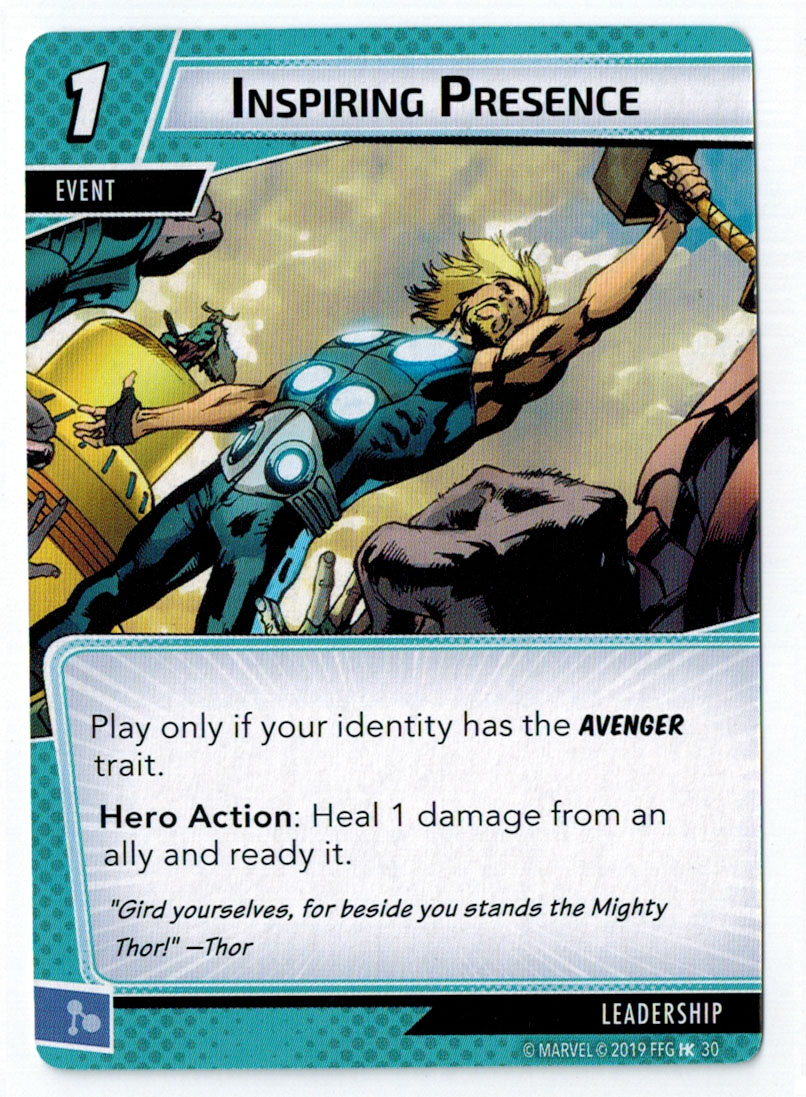 1
INSPIRING PRESENCE
EVENT
Play only if your identity has the AVENGER
trait.
Hero Action: Heal 1 damage from an
ally and ready it.
"Gird yourselves, for beside you stands the Mighty
Thor!" —Thor
LEADERSHIP
© MARVEL © 2019 FFG HK 30